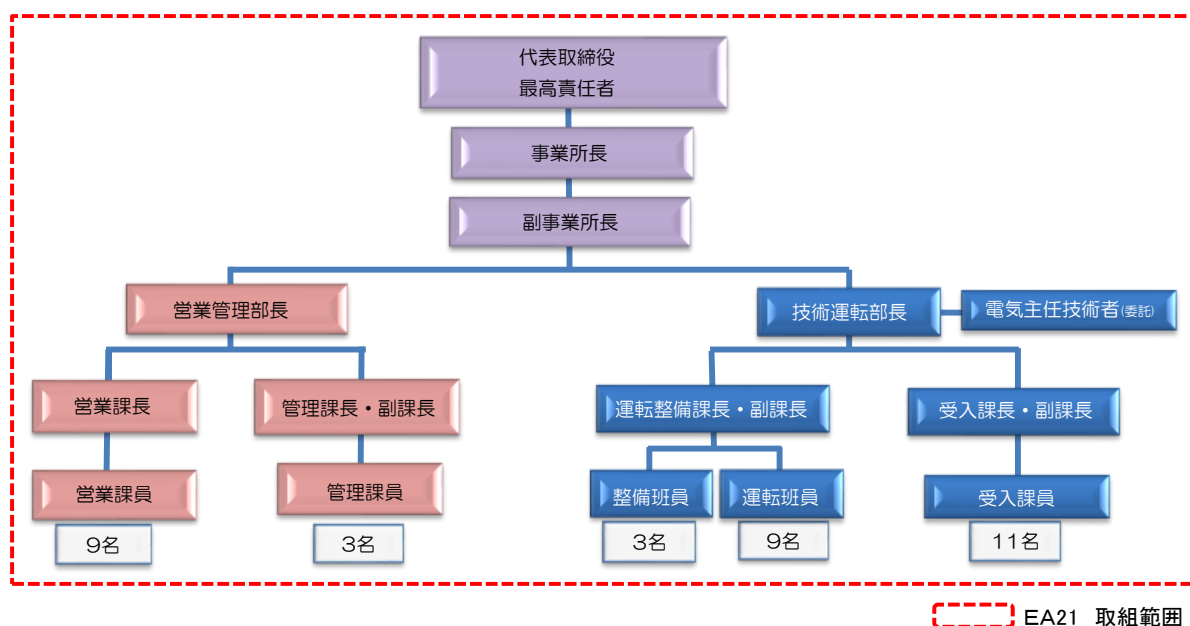 代表取締役
最高責任者
事業所長
副事業所長
営業管理部長
技術運転部長
電気主任技術者(委託)
営業課長
管理課長・副課長
運転整備課長・副課長
受入課長・副課長
営業課員
管理課員
整備班員
運転班員
受入課員
9名
3名
3名
9名
11名
EA21 取組範囲